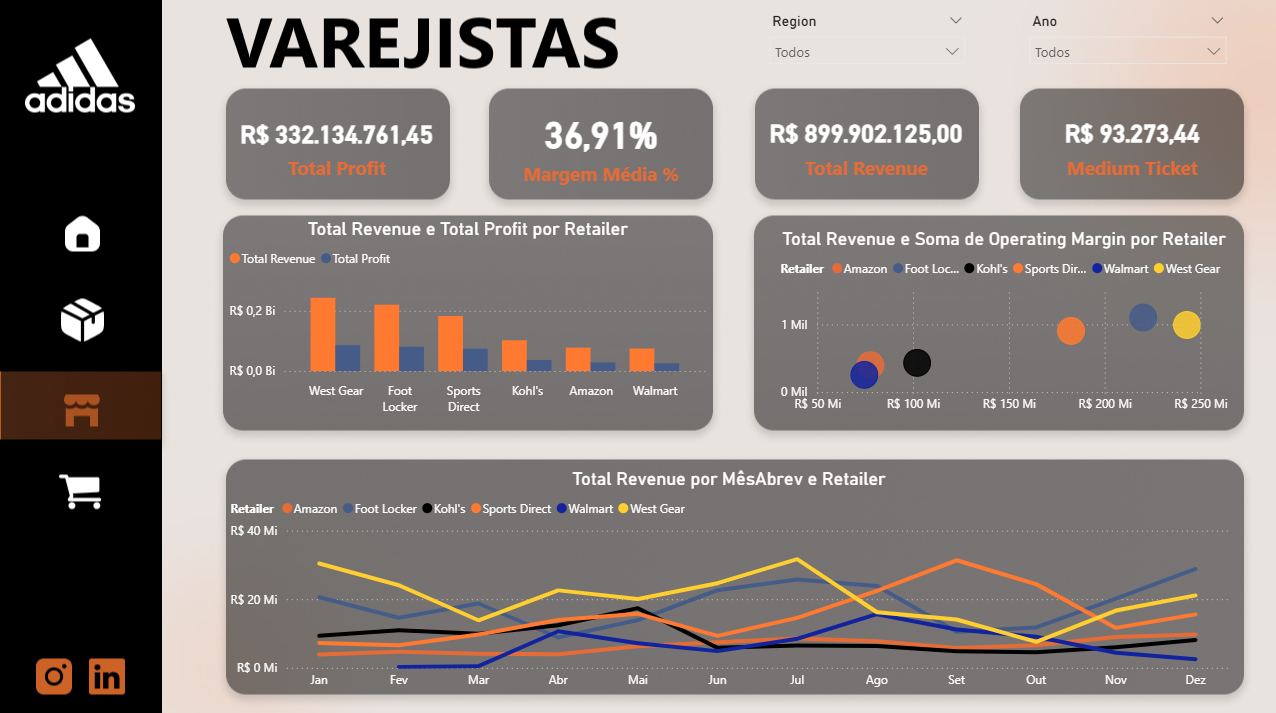 adidas
VAREJISTAS
Region
Todos
Ano
Todos
R$ 332.134.761,45
Total Profit
36,91%
Margem Média %
R$ 899.902.125,00
Total Revenue
R$ 93.273,44
Medium Ticket
Total Revenue e Total Profit por Retailer
Total Revenue Total Profit
R$ 0,2 Bi
R$ 0,0 Bi
West Gear Foot Locker Sports Direct Kohl's Amazon Walmart
Total Revenue e Soma de Operating Margin por Retailer
Retailer Amazon Foot Loc... Kohl's Sports Dir... Walmart West Gear
1 Mil
0 Mil
R$ 50 Mi R$ 100 Mi R$ 150 Mi R$ 200 Mi R$ 250 Mi
Total Revenue por MêsAbrev e Retailer
Retailer Amazon Foot Locker Kohl's Sports Direct Walmart West Gear
R$ 40 Mi
R$ 20 Mi
R$ 0 Mi
Jan Fev Mar Abr Mai Jun Jul Ago Set Out Nov Dez
in